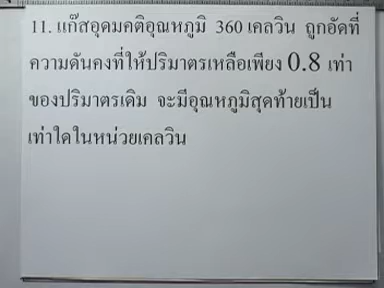 11. แก๊สอุดมคติอุณหภูมิ 360 เคลวิน ถูกอัดที่
ความดันคงที่ให้ปริมาตรเหลือเพียง 0.8 เท่า
ของปริมาตรเดิม จะมีอุณหภูมิสุดท้ายเป็น
เท่าใดในหน่วยเคลวิน